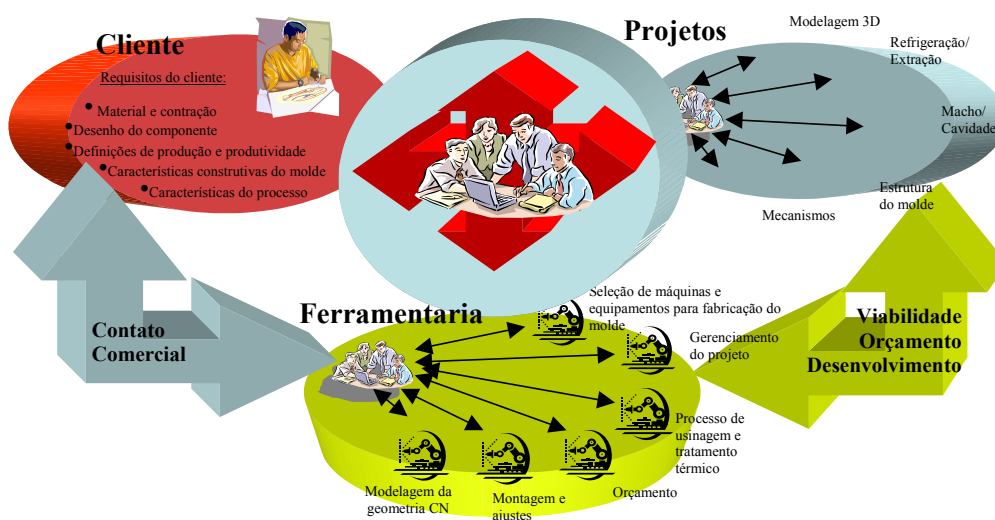 Cliente
Requisitos do cliente:
• Material e contração
• Desenho do componente
• Definições de produção e produtividade
• Características construtivas do molde
• Características do processo
Projetos
Modelagem 3D
Refrigeração/
Extração
Macho/
Cavidade
Estrutura
do molde
Mecanismos
Contato
Comercial
Ferramentaria
Seleção de máquinas e
equipamentos para fabricação do
molde
Gerenciamento
do projeto
Processo de
usinagem e
tratamento
térmico
Orçamento
Montagem e
ajustes
Modelagem da
geometria CN
Viabilidade
Orçamento
Desenvolvimento